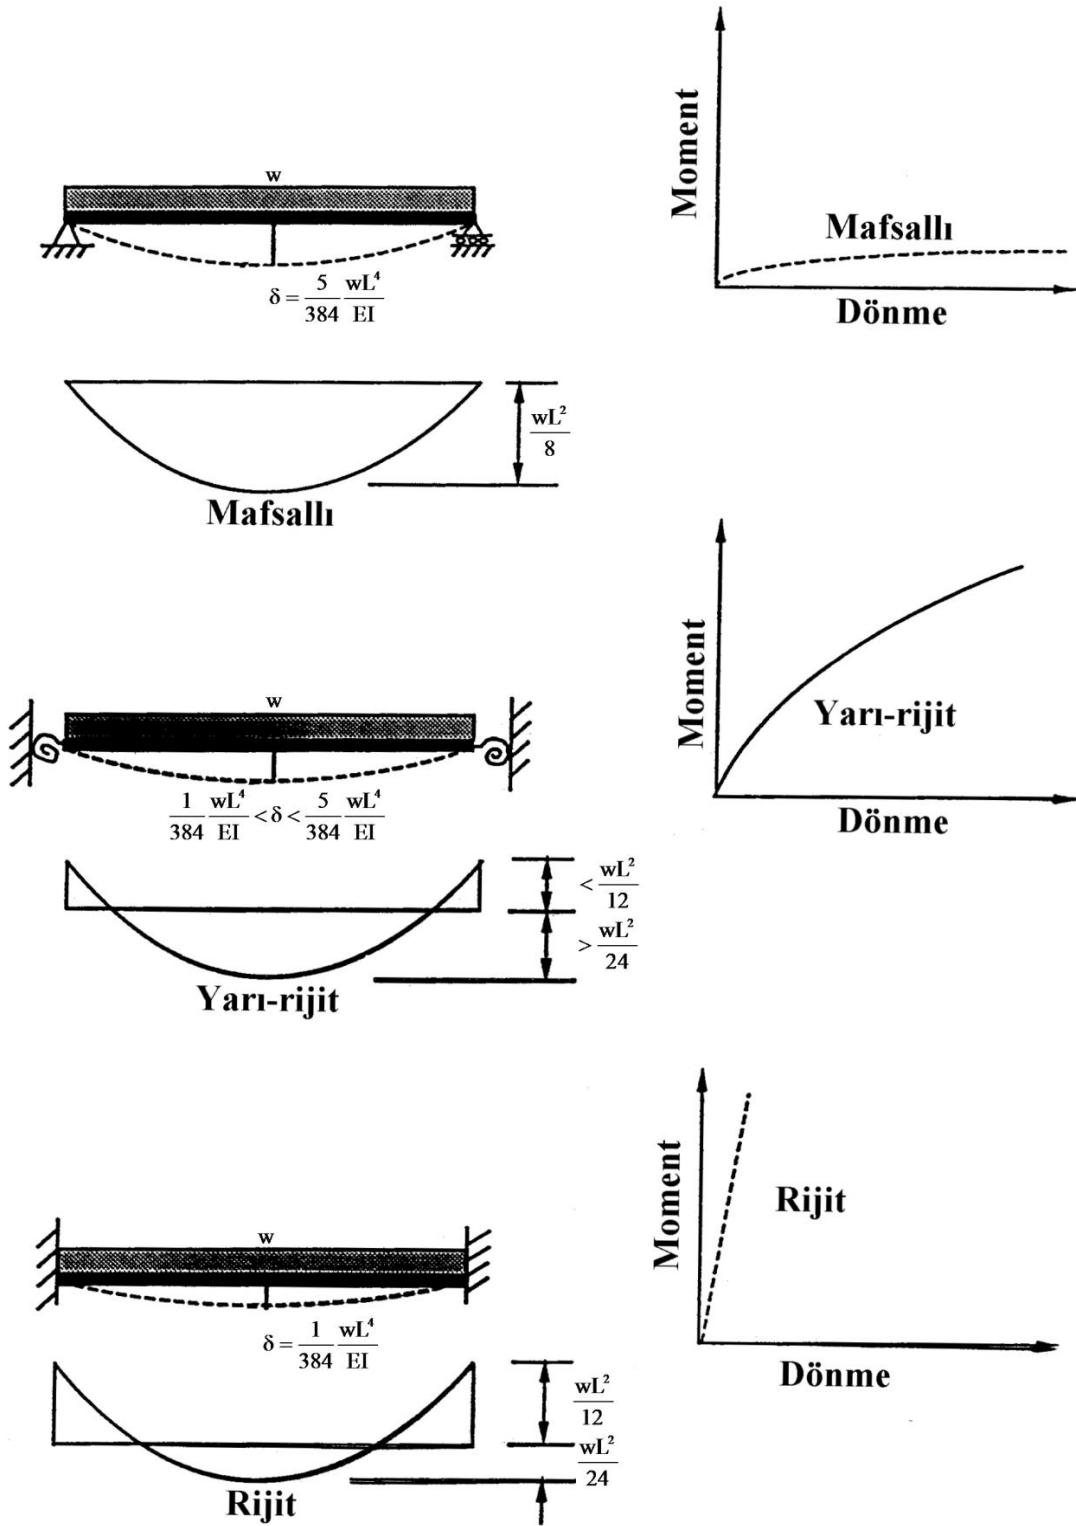 w
δ = 5/384 wL⁴/EI
Moment
Mafsallı
Dönme
wL²/8
Mafsallı
w
1/384 wL⁴/EI < δ < 5/384 wL⁴/EI
Moment
Yarı-rijit
Dönme
< wL²/12
> wL²/24
Yarı-rijit
w
δ = 1/384 wL⁴/EI
Moment
Rijit
Dönme
wL²/12
wL²/24
Rijit